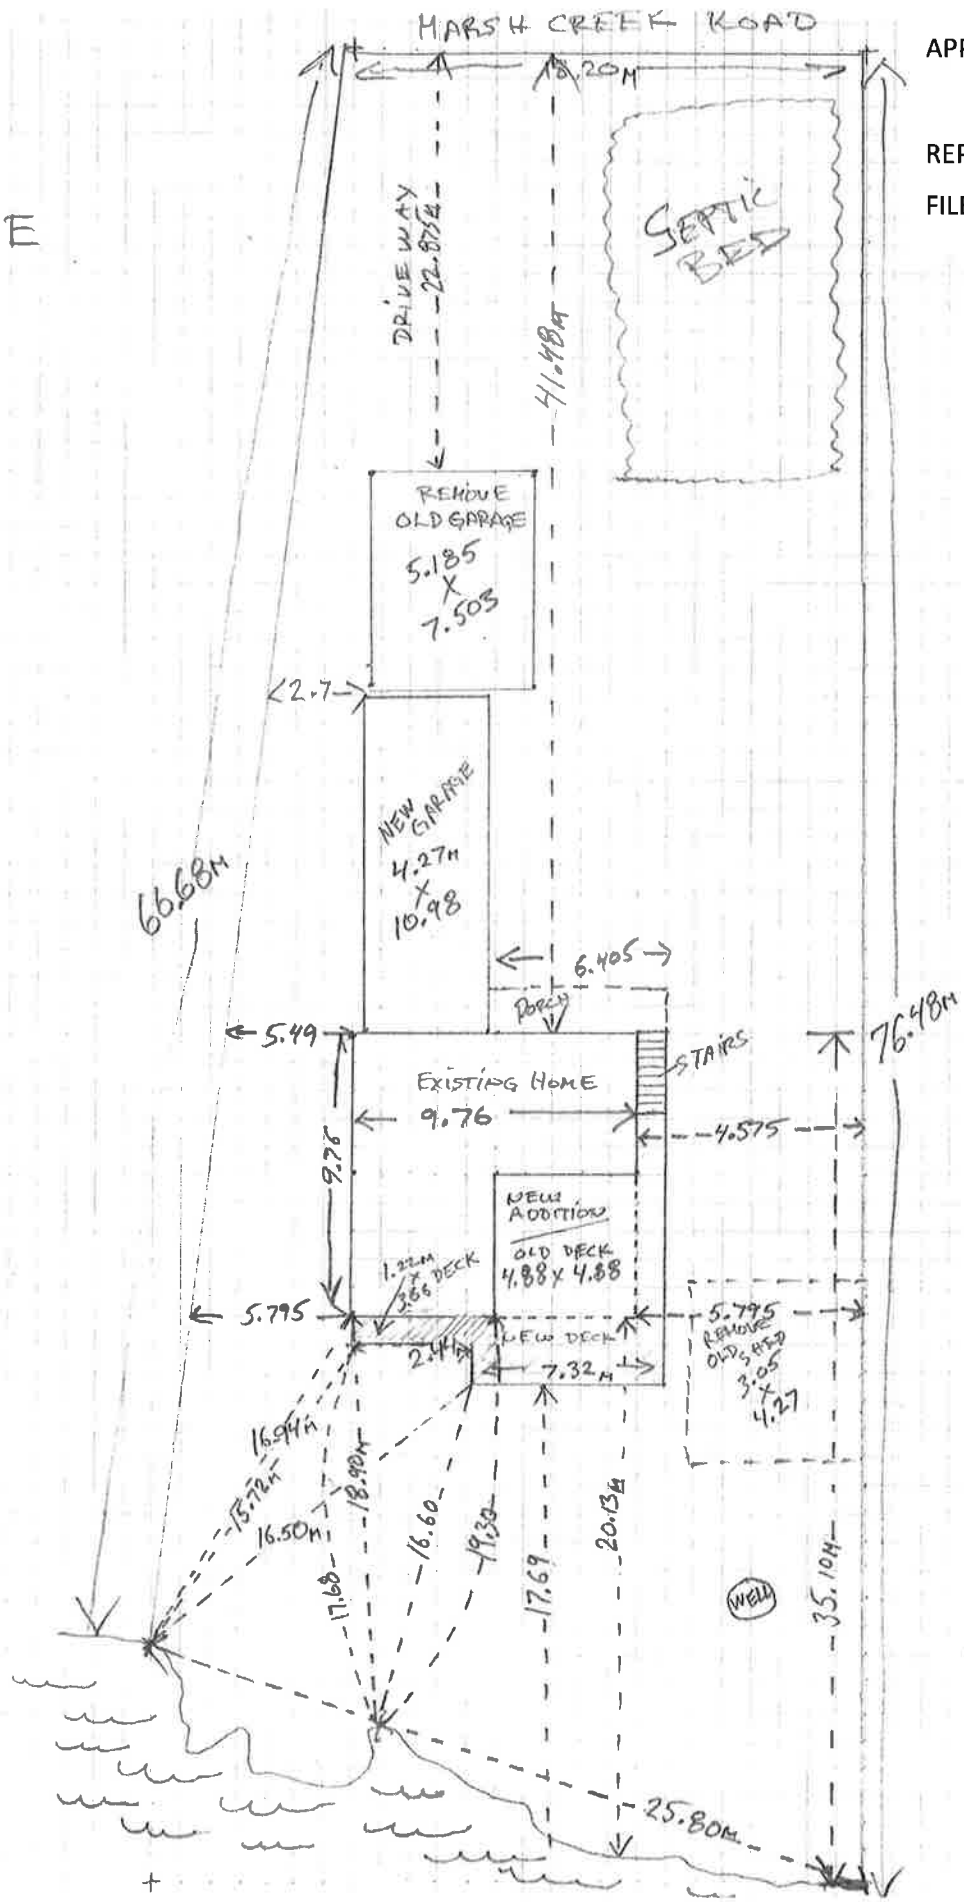 MARSH CREEK ROAD
APP
18.20M
REP
FILE
E
SEPTIC
BED
DRIVEWAY
22.875M
41.48M
REMOVE
OLD GARAGE
5.185
X
7.503
2.7
NEW
GARAGE
4.27M
X
10.98
66.68M
6.405
PORCH
5.49
76.48M
STAIRS
EXISTING HOME
9.76
4.575
9.76
NEW
ADDITION
OLD DECK
4.88 X 4.88
1.22M
X
3.66 DECK
5.795
5.795
REMOVE
OLD SHED
3.05
X
4.27
NEW DECK
2.44M
7.32M
16.94M
15.72M
16.50M
18.90M
17.68
16.60
19.30
17.69
20.13M
WELL
35.10M
25.80M